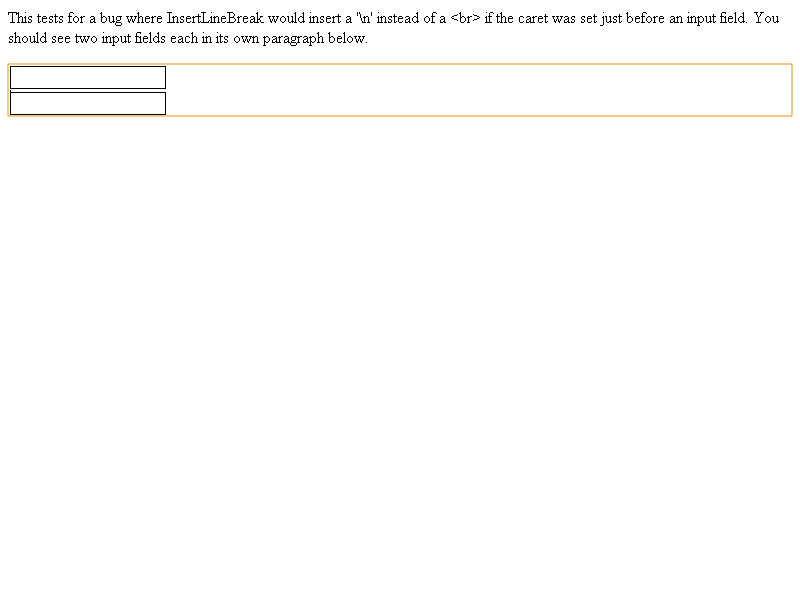 This tests for a bug where InsertLineBreak would insert a '\n' instead of a <br> if the caret was set just before an input field. You
should see two input fields each in its own paragraph below.